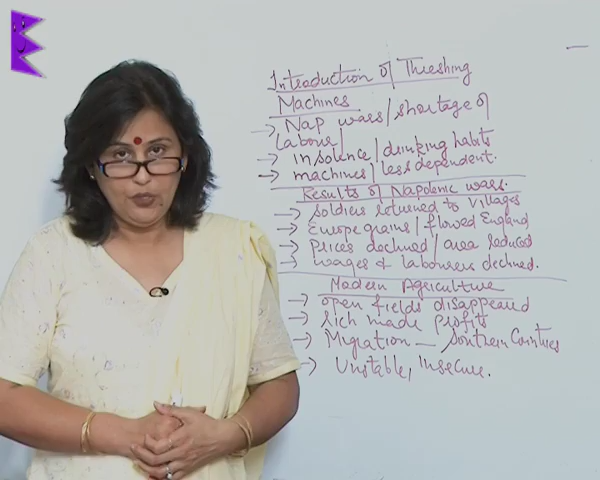 Introduction of Threshing
Machines
→ Nap wars/shortage of
labour/
→ insolence/drinking habits
→ machines/less dependent.
Results of Napolenic wars.
→ soldiers returned to villages
→ Europe grains/flowed England
→ prices declined/area reduced
→ wages & labourers declined.
Modern Agriculture
→ open fields disappeared
→ rich made profits
→ Migration — Southern Counties
→ Unstable, Insecure.